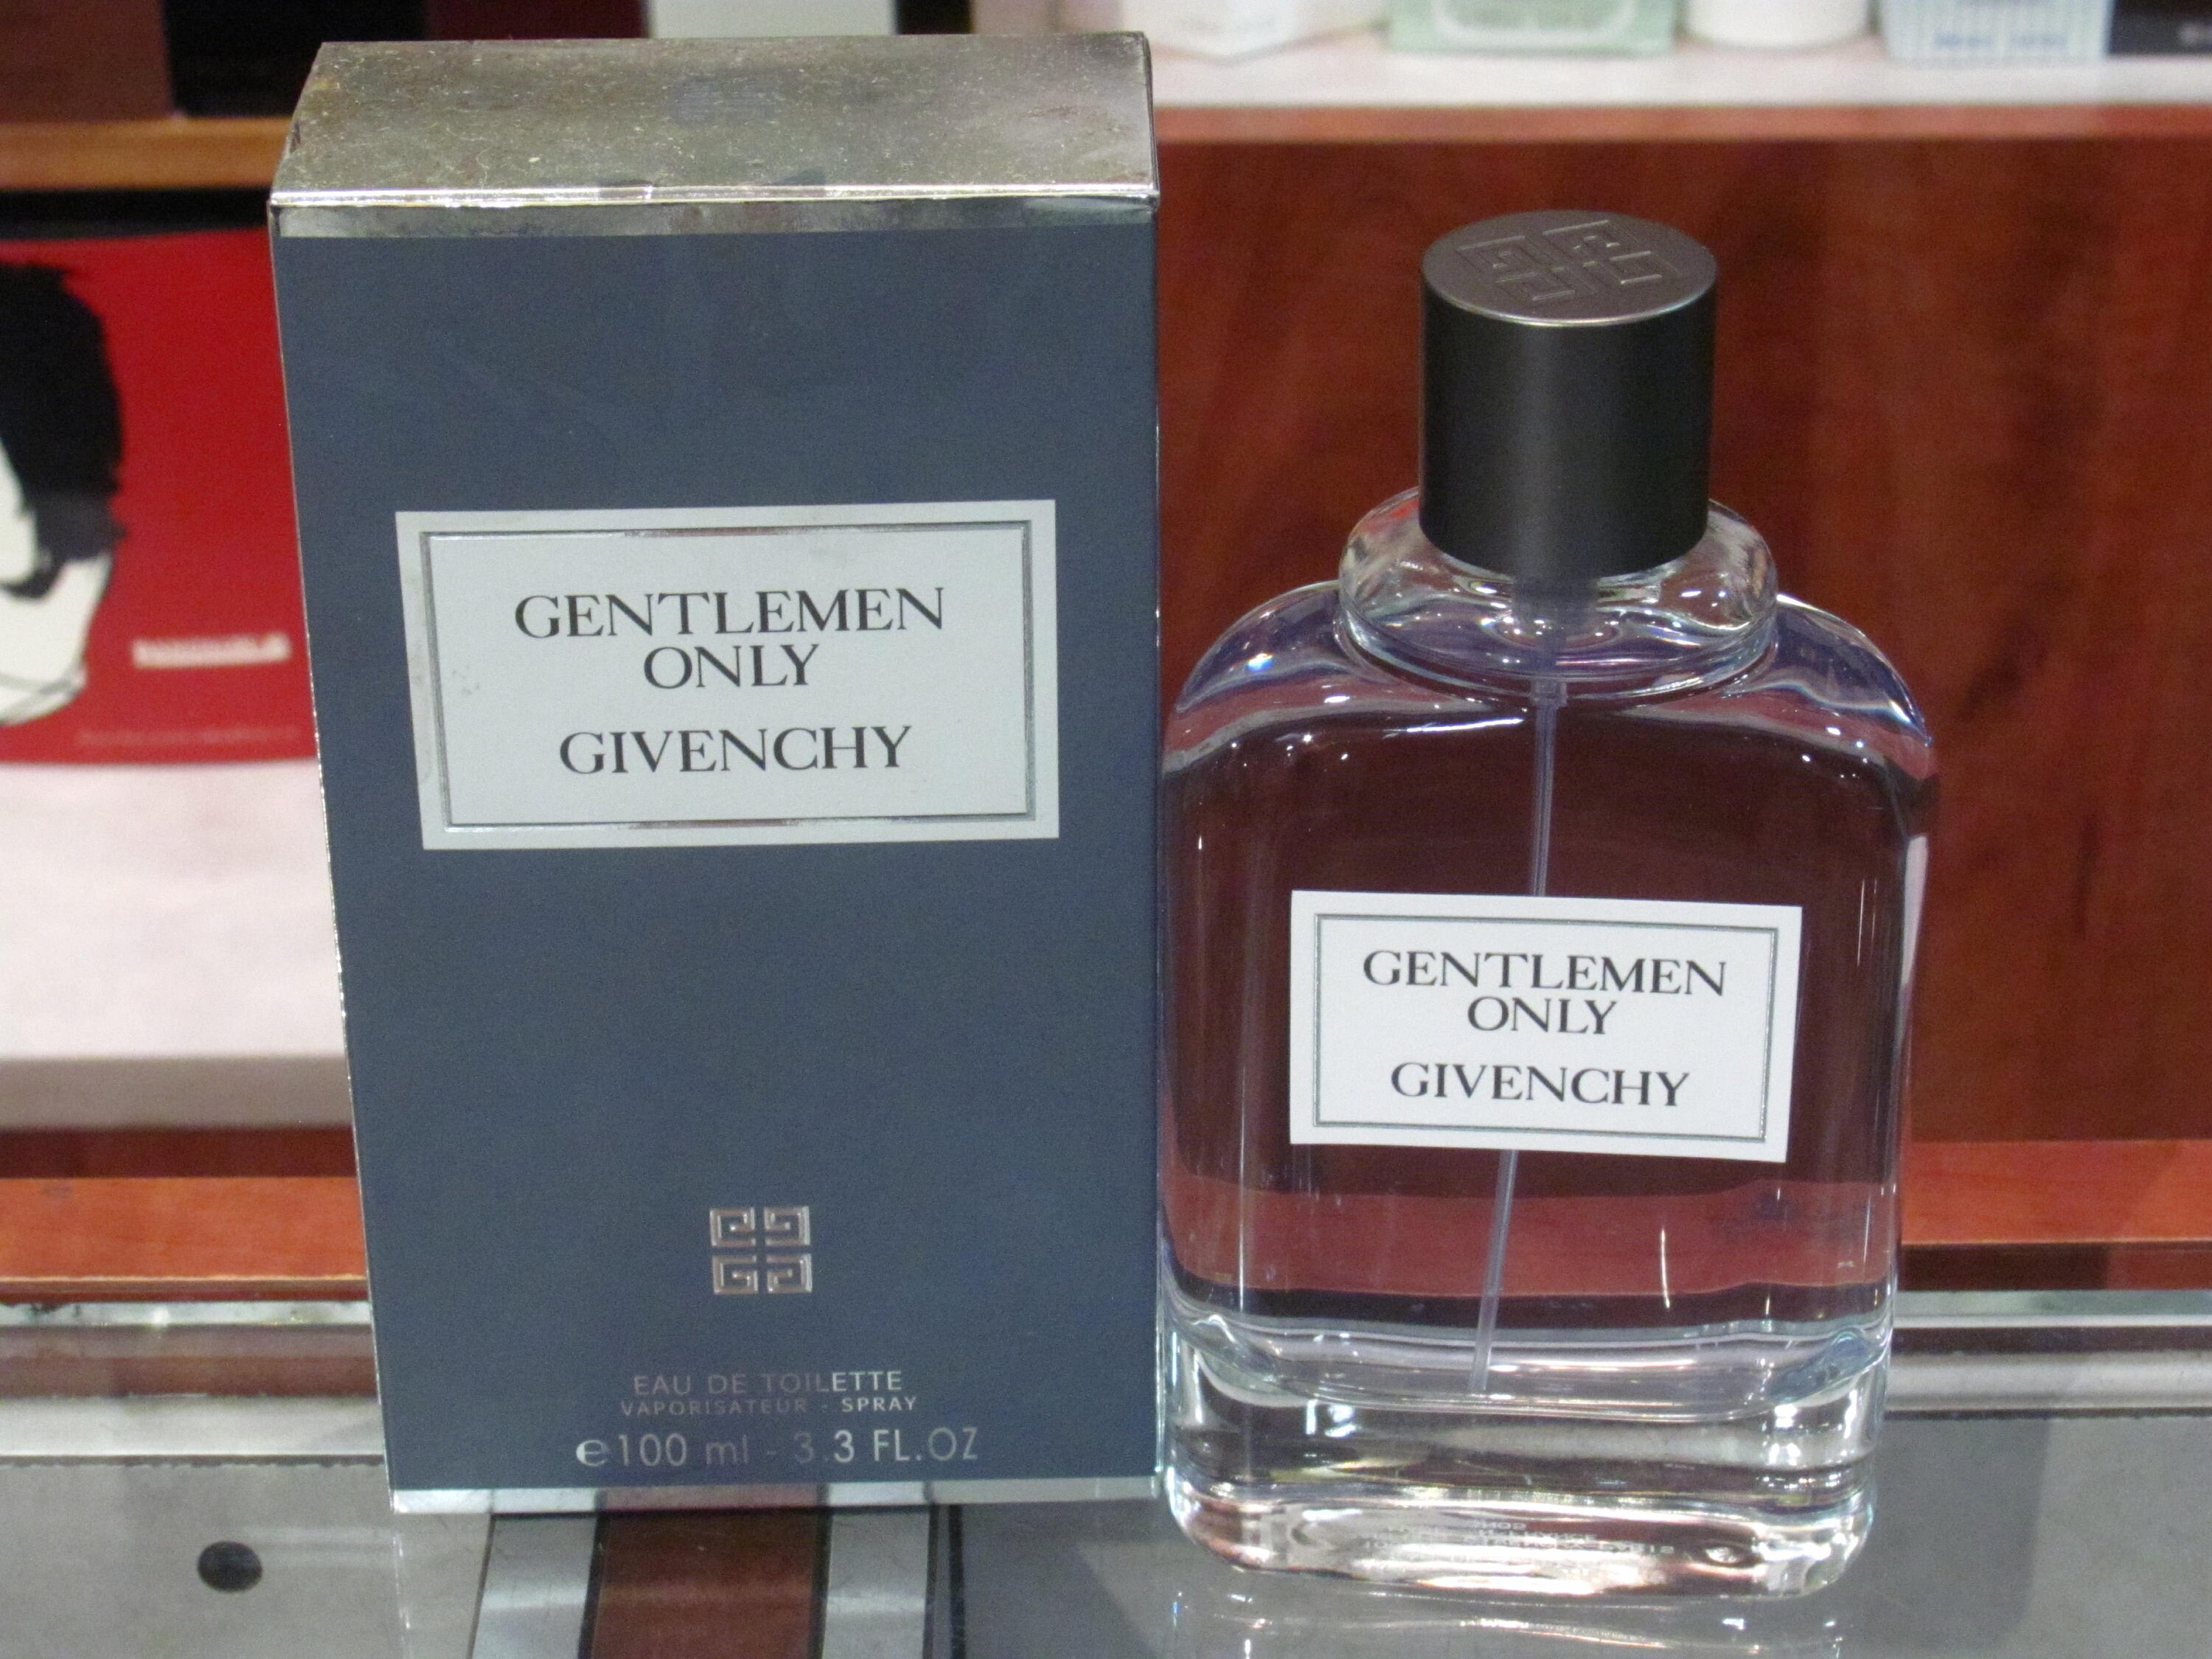 GENTLEMEN
ONLY
GIVENCHY
EAU DE TOILETTE
VAPORISATEUR - SPRAY
e 100 ml - 3.3 FL.OZ
GENTLEMEN
ONLY
GIVENCHY